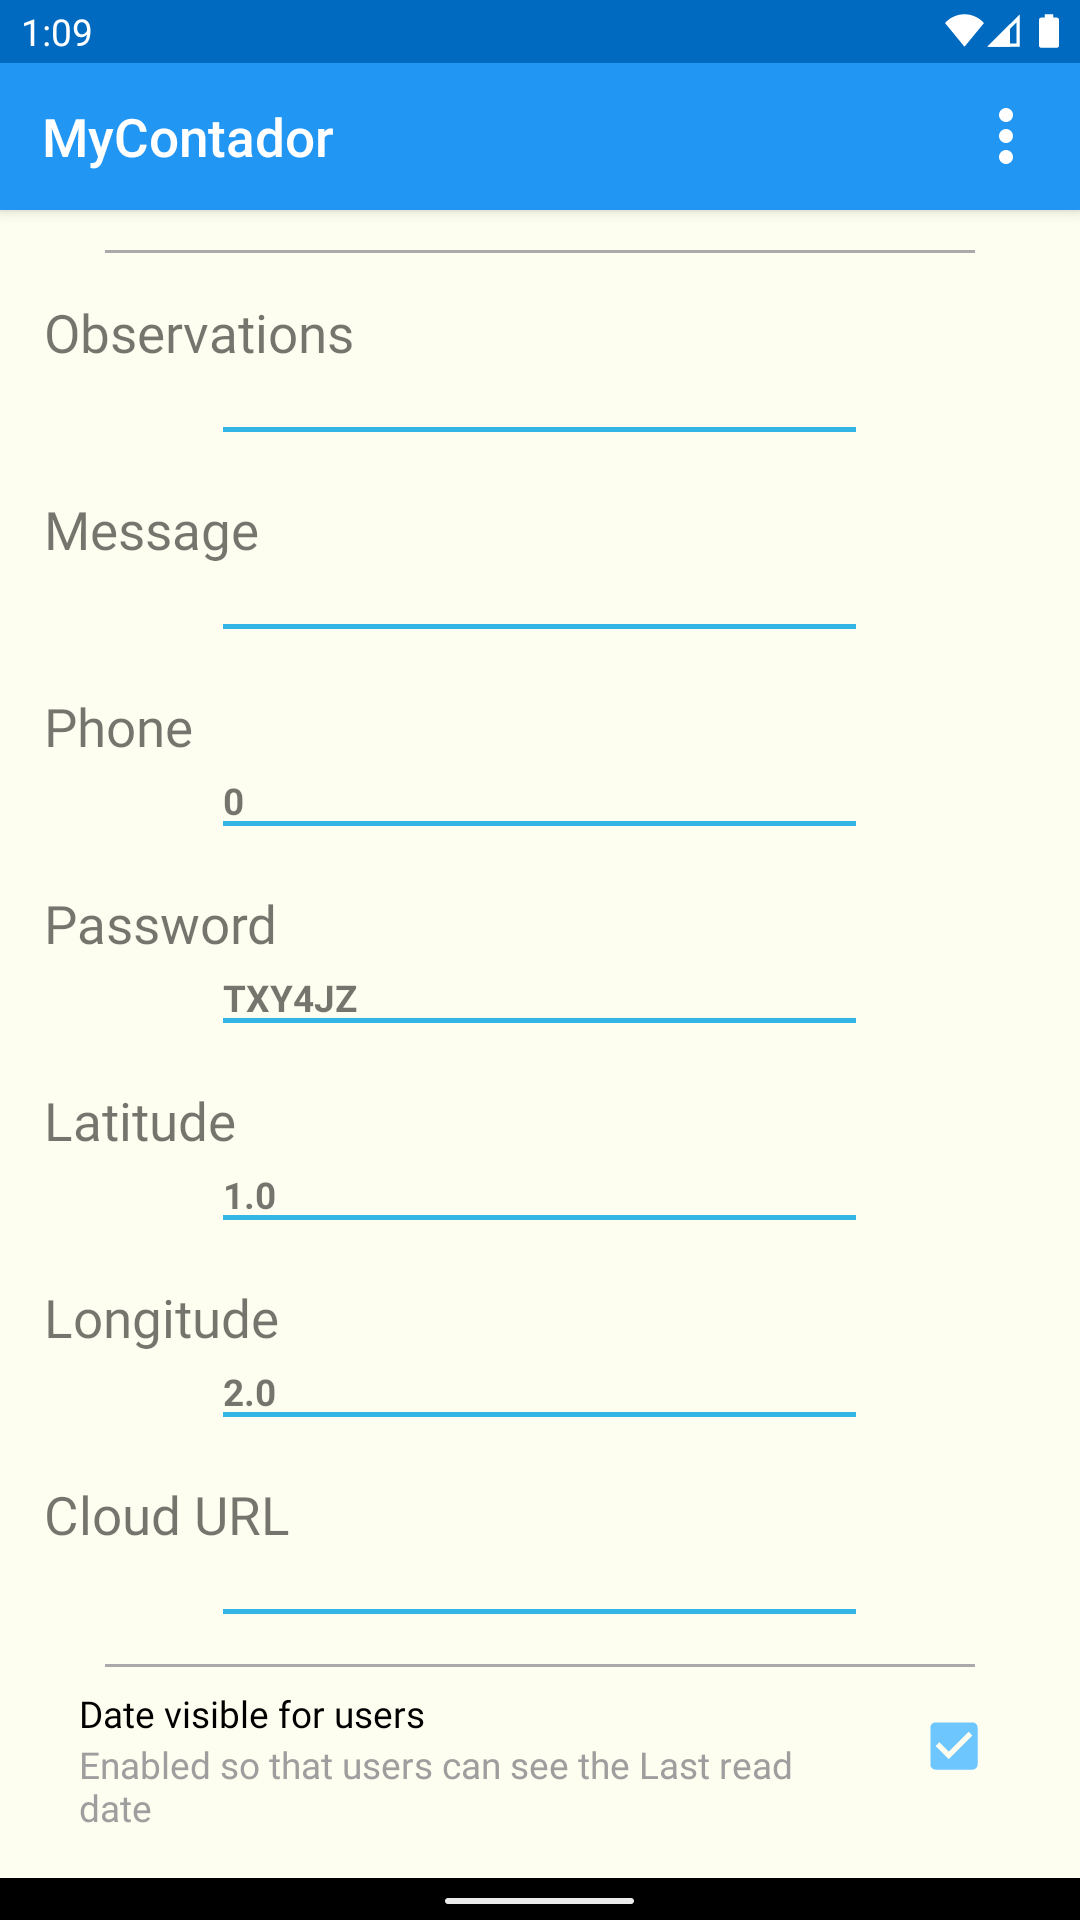 1:09
MyContador
Observations
Message
Phone
0
Password
TXY4JZ
Latitude
1.0
Longitude
2.0
Cloud URL
Date visible for users
Enabled so that users can see the Last read
date